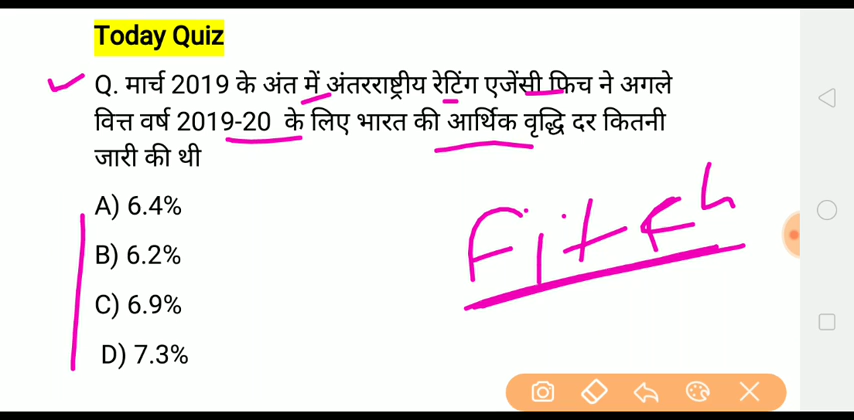 Today Quiz
Q. मार्च 2019 के अंत में अंतरराष्ट्रीय रेटिंग एजेंसी फिच ने अगले
वित्त वर्ष 2019-20 के लिए भारत की आर्थिक वृद्धि दर कितनी
जारी की थी
A) 6.4%
B) 6.2%
C) 6.9%
D) 7.3%
Fitch